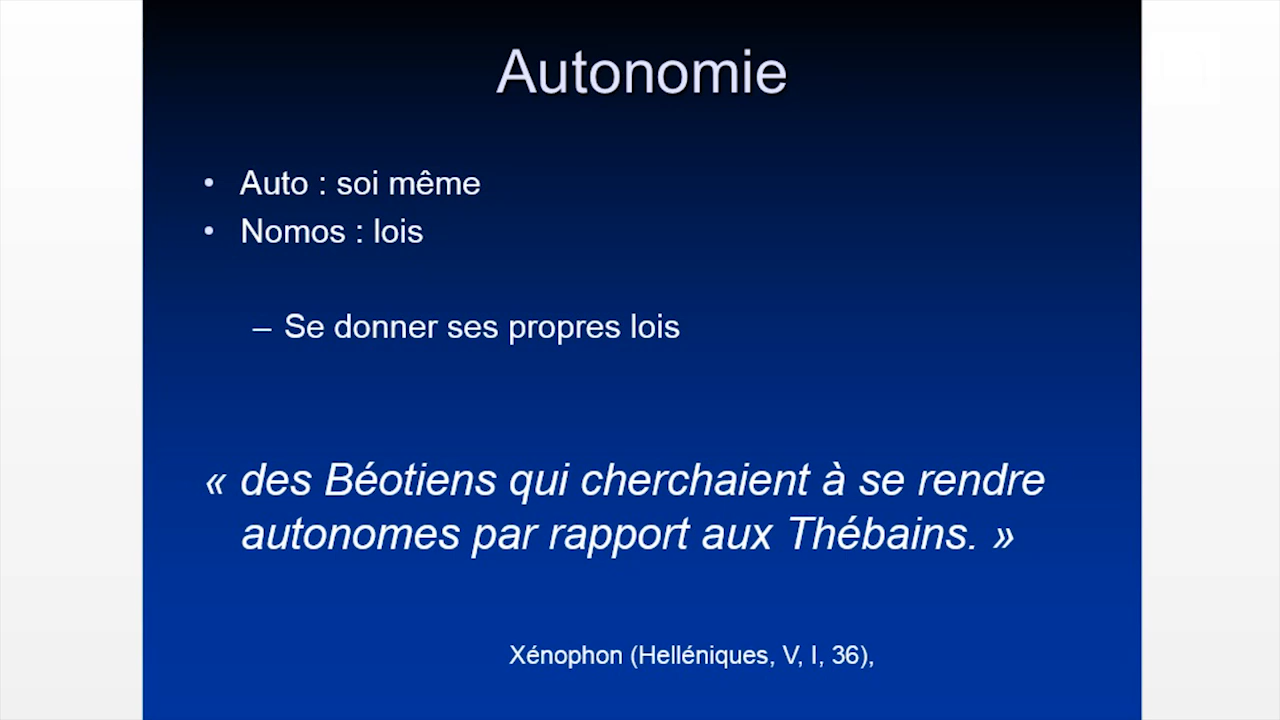 Autonomie
• Auto : soi même
• Nomos : lois
– Se donner ses propres lois
« des Béotiens qui cherchaient à se rendre
autonomes par rapport aux Thébains. »
Xénophon (Helléniques, V, I, 36),